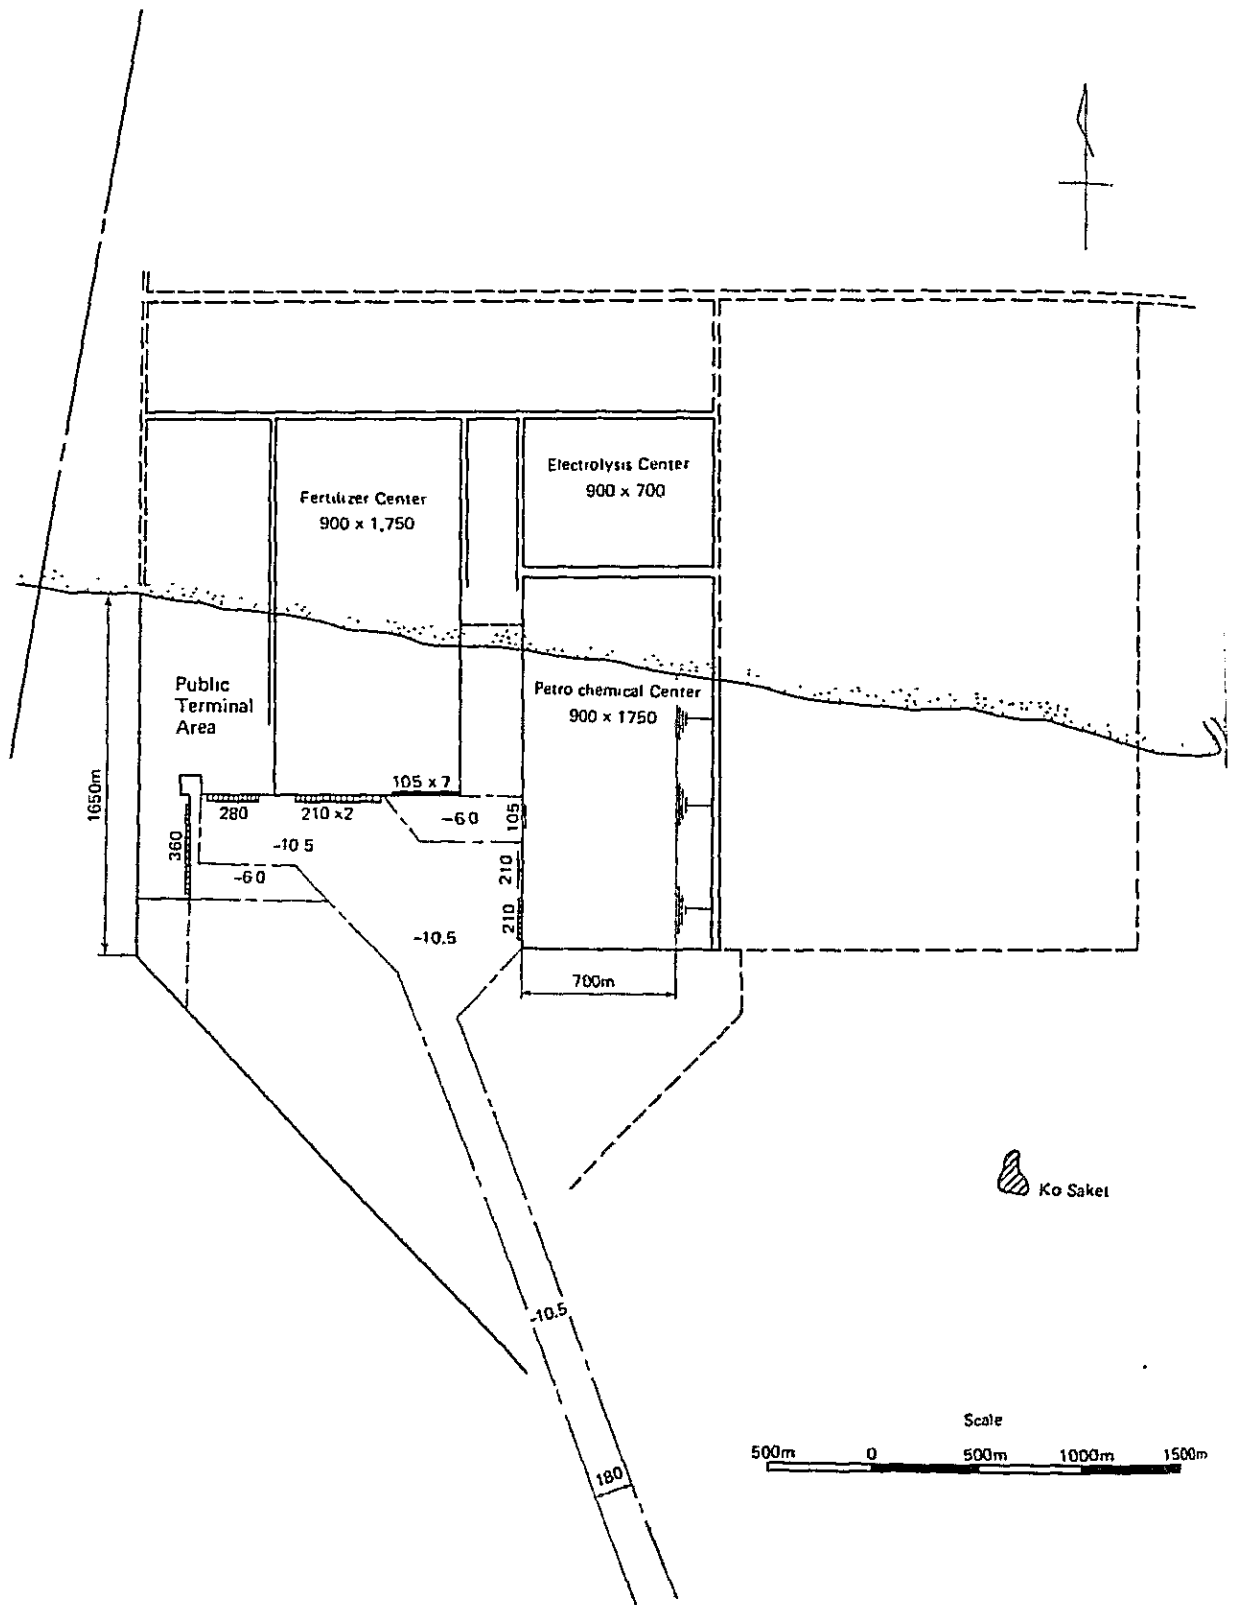 Electrolysis Center
900 x 700
Fertilizer Center
900 x 1,750
Public
Terminal
Area
Petro chemical Center
900 x 1750
1650m
105 x 7
280
210 x2
-6 0
105
360
-10 5
-6 0
210
210
-10.5
700m
Ko Saket
-10.5
Scale
500m 0 500m 1000m 1500m
180